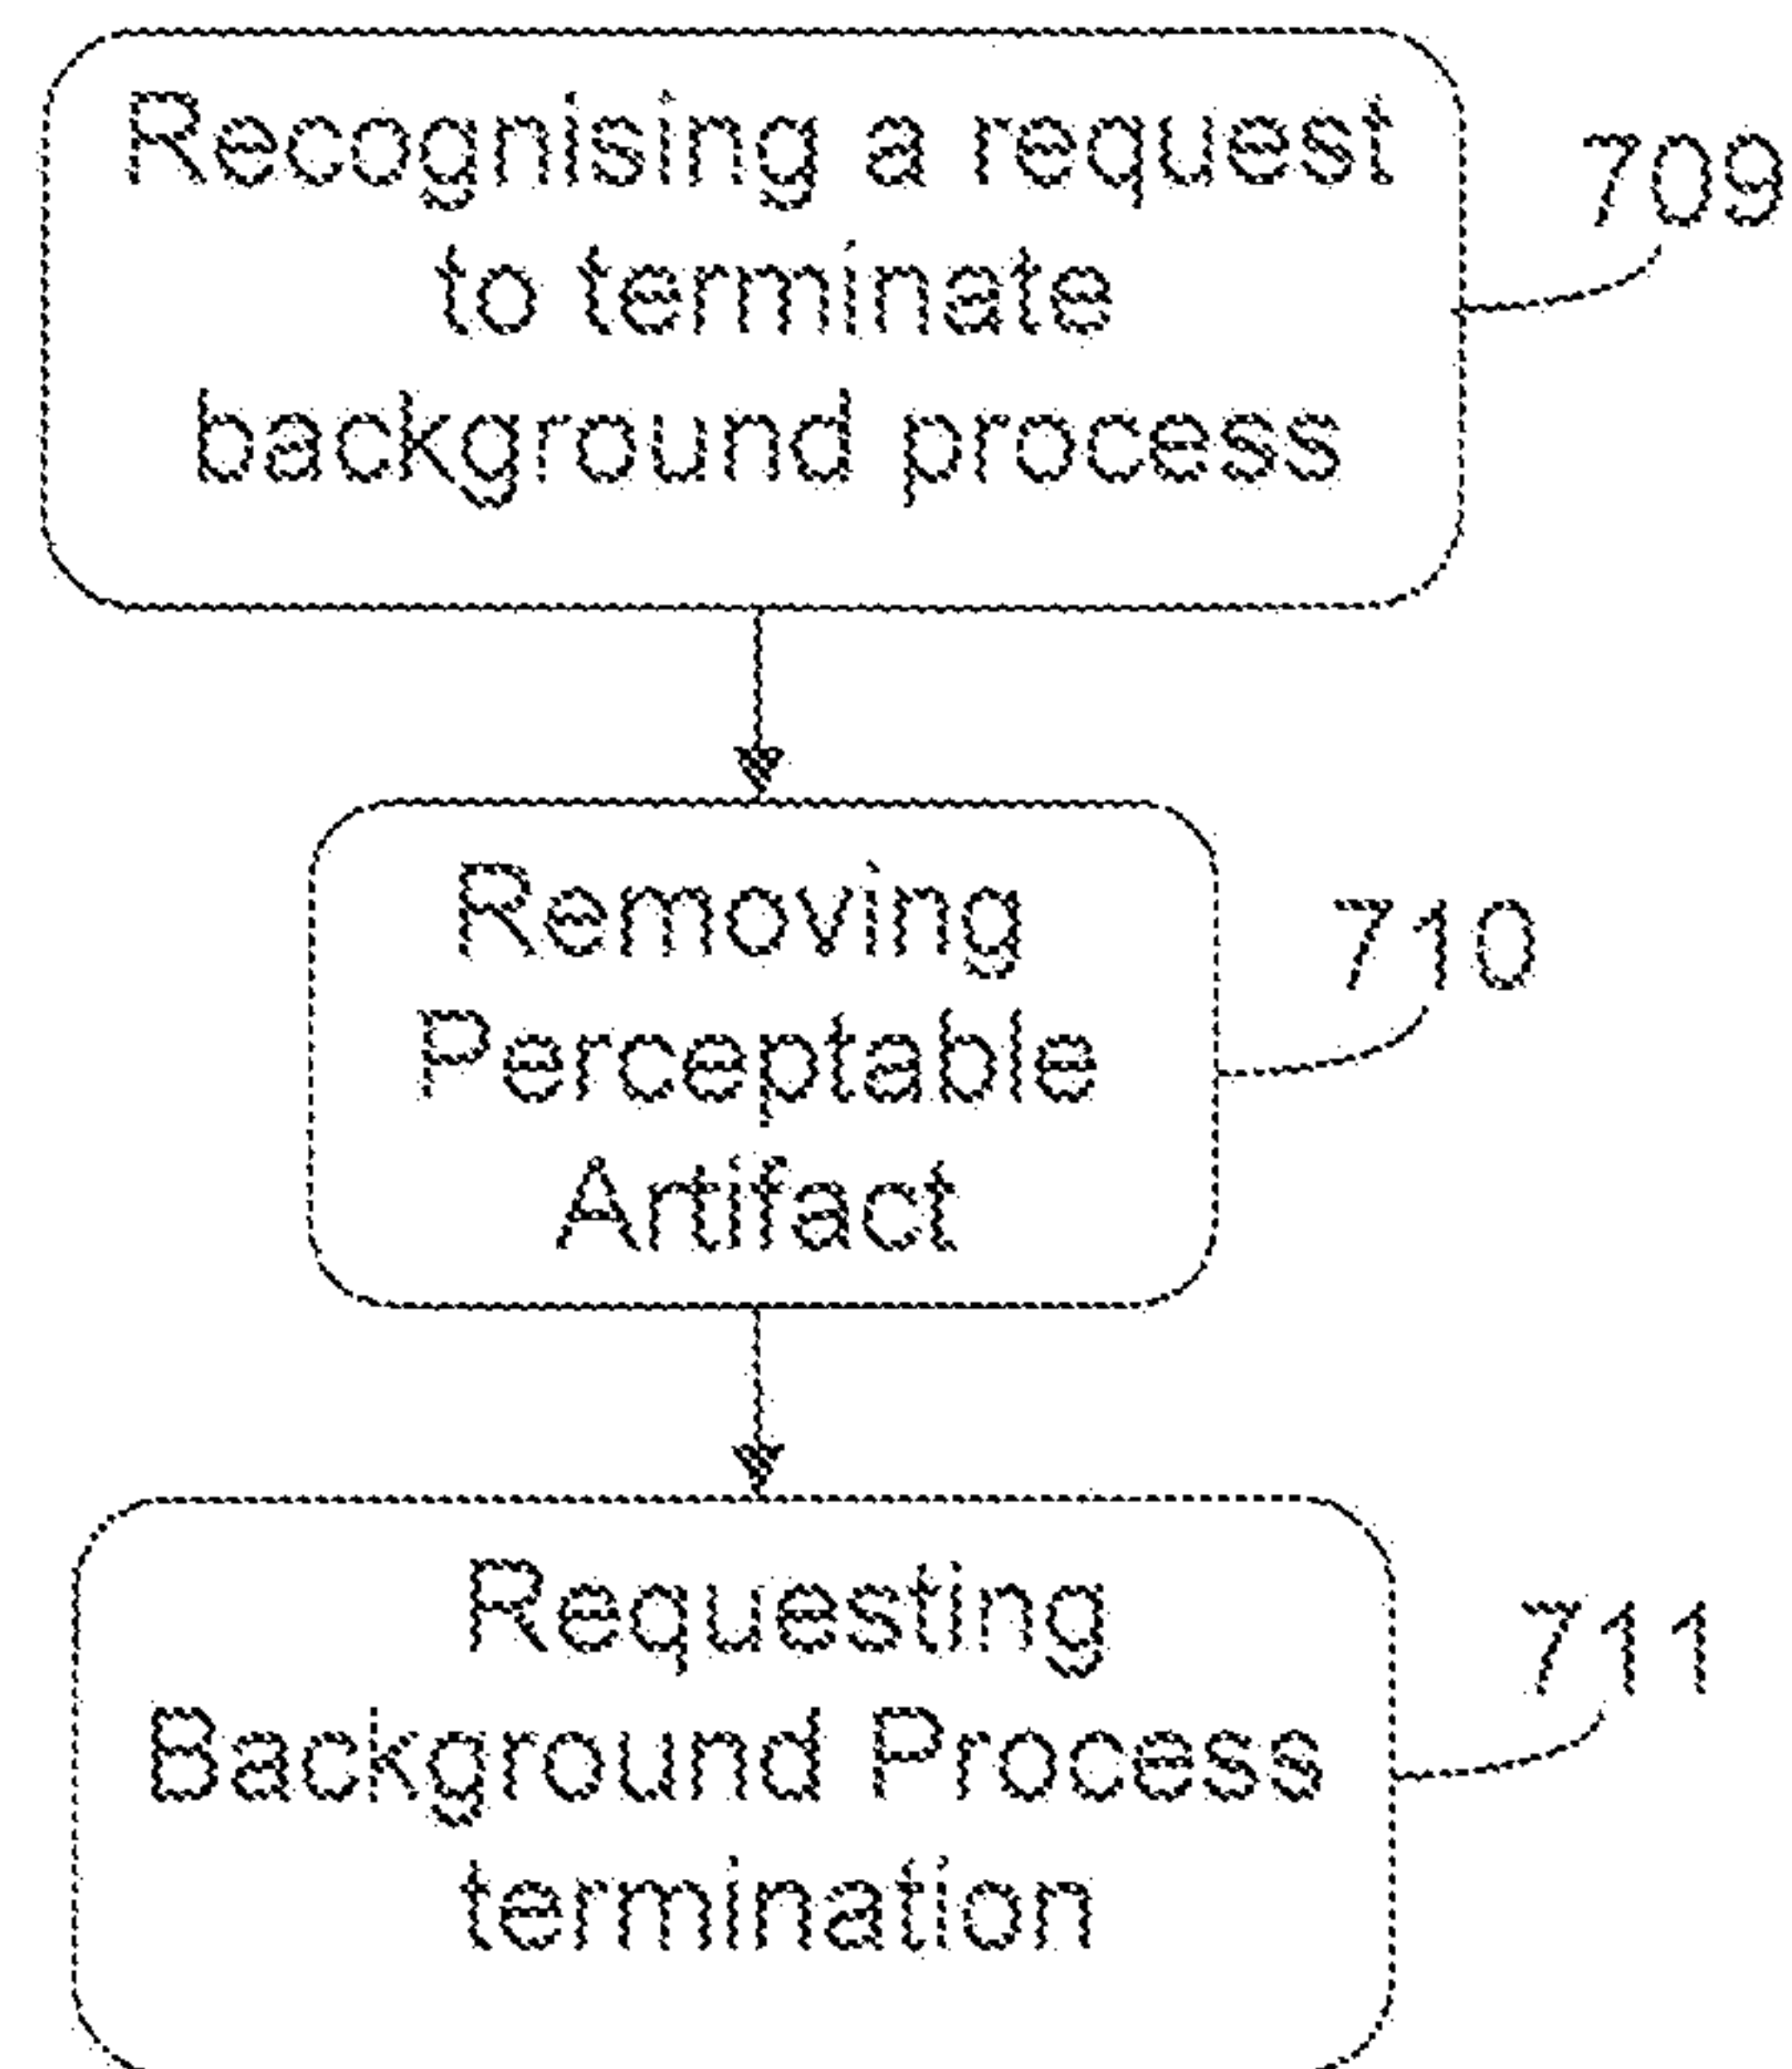 Recognising a request
to terminate
background process
709
Removing
Perceptable
Artifact
710
Requesting
Background Process
termination
711